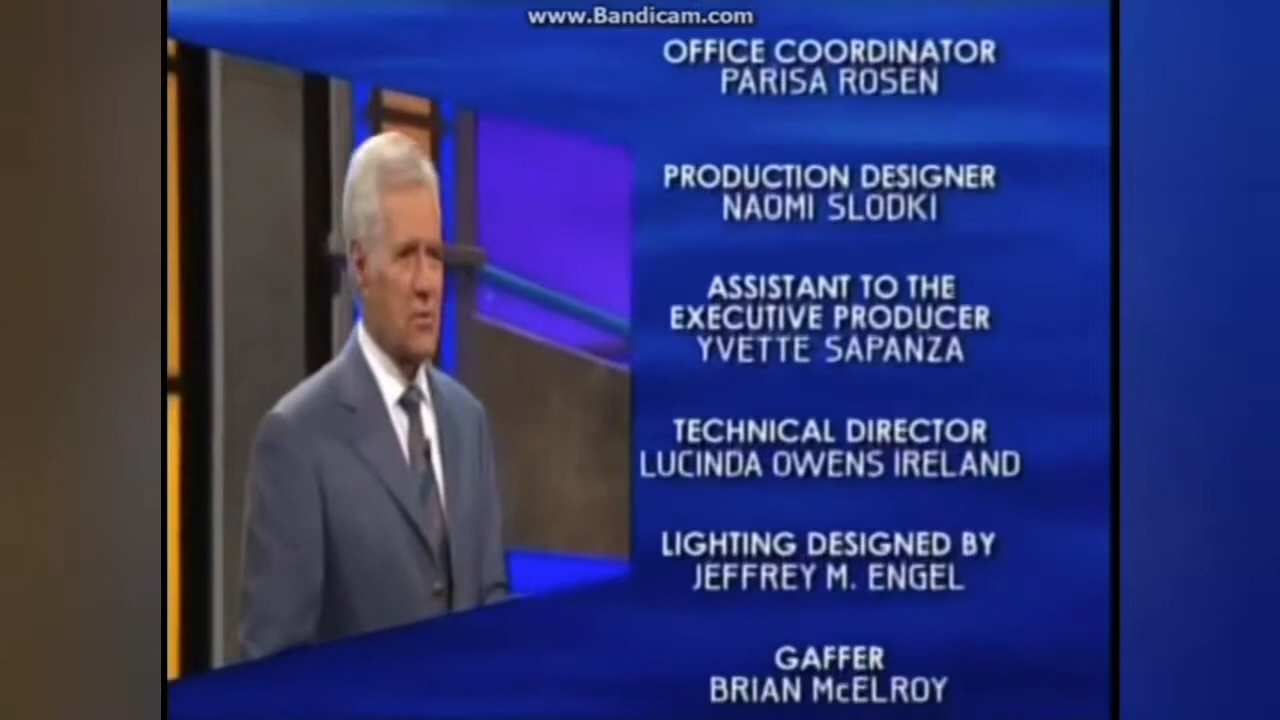 www.Bandicam.com
OFFICE COORDINATOR
PARISA ROSEN
PRODUCTION DESIGNER
NAOMI SLODKI
ASSISTANT TO THE
EXECUTIVE PRODUCER
YVETTE SAPANZA
TECHNICAL DIRECTOR
LUCINDA OWENS IRELAND
LIGHTING DESIGNED BY
JEFFREY M. ENGEL
GAFFER
BRIAN McELROY